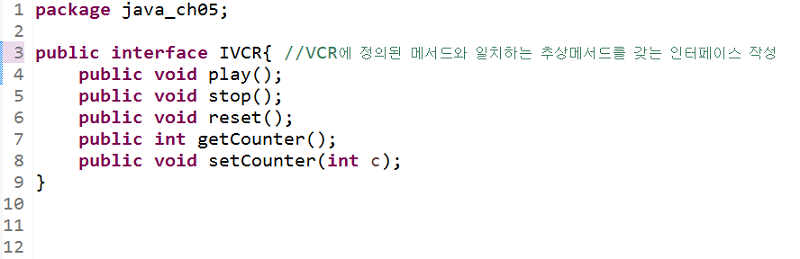 1 package java_ch05;
2
3 public interface IVCR{ //VCR에 정의된 메서드와 일치하는 추상메서드를 갖는 인터페이스 작성
4     public void play();
5     public void stop();
6     public void reset();
7     public int getCounter();
8     public void setCounter(int c);
9 }
10
11
12